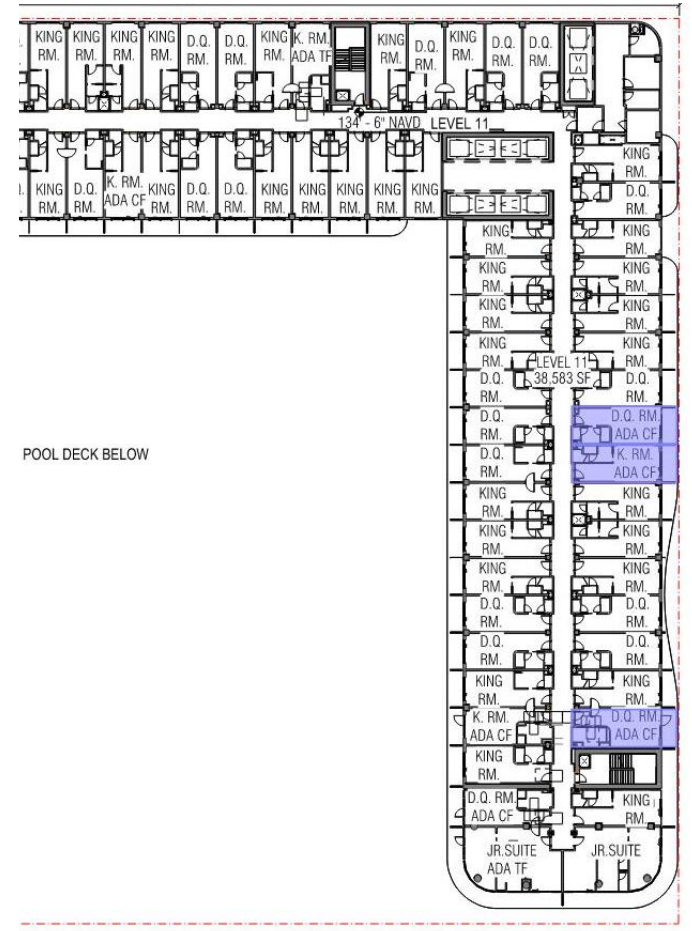 KING
RM.
KING
RM.
KING
RM.
KING
RM.
D.Q.
RM.
D.Q.
RM.
KING
RM.
K. RM.
ADA TF
KING
RM.
D.Q.
RM.
KING
RM.
D.Q.
RM.
D.Q.
RM.
134' - 6" NAVD LEVEL 11
KING
RM.
D.Q.
RM.
K. RM.
ADA CF
KING
RM.
D.Q.
RM.
D.Q.
RM.
KING
RM.
KING
RM.
KING
RM.
KING
RM.
KING
RM.
KING
RM.
D.Q.
RM.
KING
RM.
KING
RM.
KING
RM.
KING
RM.
KING
RM.
KING
RM.
KING
RM.
KING
RM.
LEVEL 11
38,583 SF
D.Q.
RM.
D.Q.
RM.
D.Q.
RM.
D.Q. RM.
ADA CF
POOL DECK BELOW
D.Q.
RM.
K. RM.
ADA CF
KING
RM.
KING
RM.
KING
RM.
KING
RM.
KING
RM.
KING
RM.
D.Q.
RM.
D.Q.
RM.
D.Q.
RM.
D.Q.
RM.
KING
RM.
KING
RM.
K. RM.
ADA CF
D.Q. RM.
ADA CF
KING
RM.
D.Q. RM.
ADA CF
KING
RM.
JR.SUITE
ADA TF
JR.SUITE